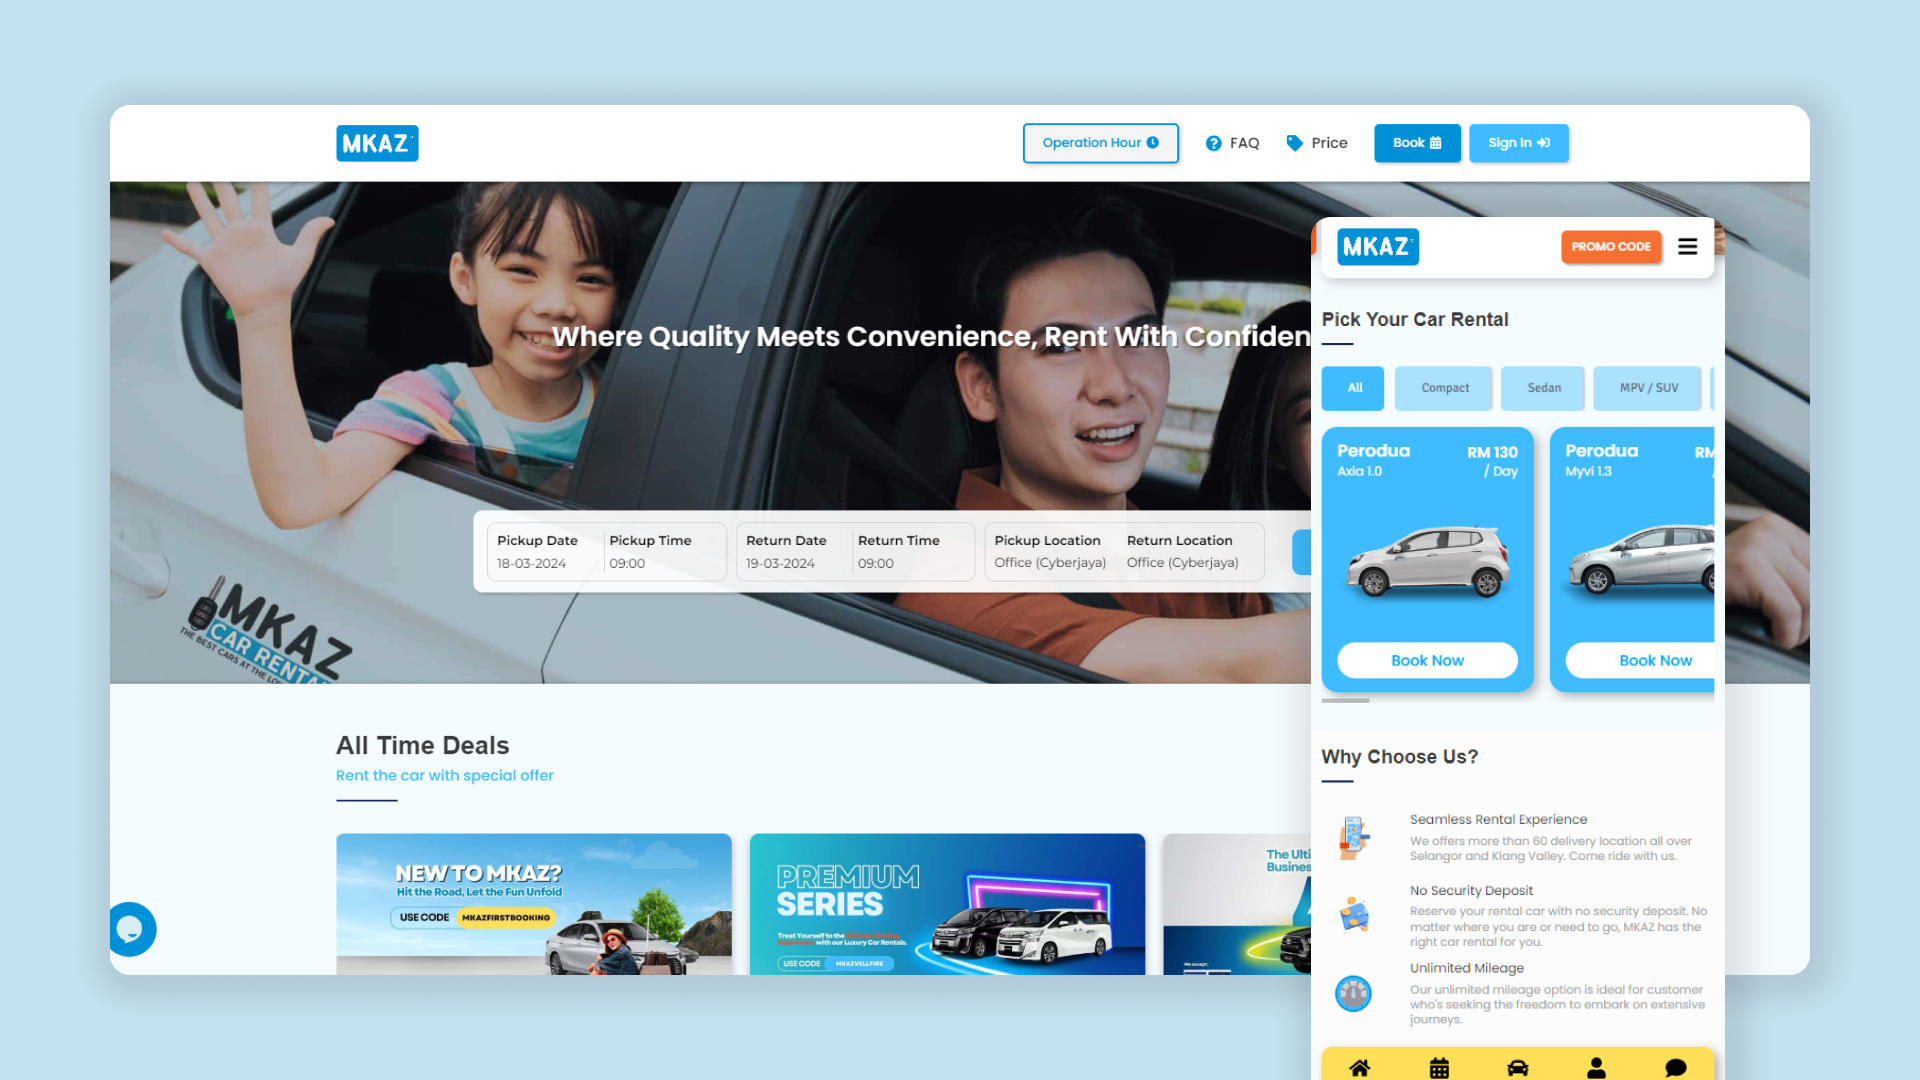 MKAZ
Operation Hour
FAQ
Price
Book
Sign In
Where Quality Meets Convenience, Rent With Confiden
Pickup Date
Pickup Time
Return Date
Return Time
Pickup Location
Return Location
18-03-2024
09:00
19-03-2024
09:00
Office (Cyberjaya)
Office (Cyberjaya)
MKAZ
CAR RENTA
THE BEST CARS AT THE LO
All Time Deals
Rent the car with special offer
NEW TO MKAZ?
Hit the Road, Let the Fun Unfold
USE CODE
MKAZFIRSTBOOKING
PREMIUM
SERIES
Treat Yourself to the
with our Luxury Car Rentals.
USE CODE
MKAZVELLFIRE
The Ulti
Busines
We accept:
MKAZ
PROMO CODE
Pick Your Car Rental
All
Compact
Sedan
MPV / SUV
Perodua
RM 130
Axia 1.0
/ Day
Perodua
RM
Myvi 1.3
/
Book Now
Book Now
Why Choose Us?
Seamless Rental Experience
We offers more than 60 delivery location all over
Selangor and Klang Valley. Come ride with us.
No Security Deposit
Reserve your rental car with no security deposit. No
matter where you are or need to go, MKAZ has the
right car rental for you.
Unlimited Mileage
Our unlimited mileage option is ideal for customer
who's seeking the freedom to embark on extensive
journeys.